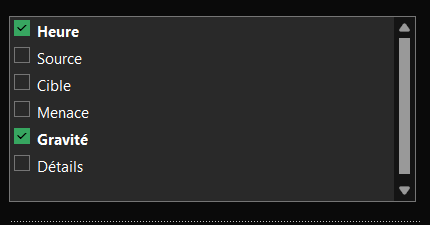 Heure
Source
Cible
Menace
Gravité
Détails